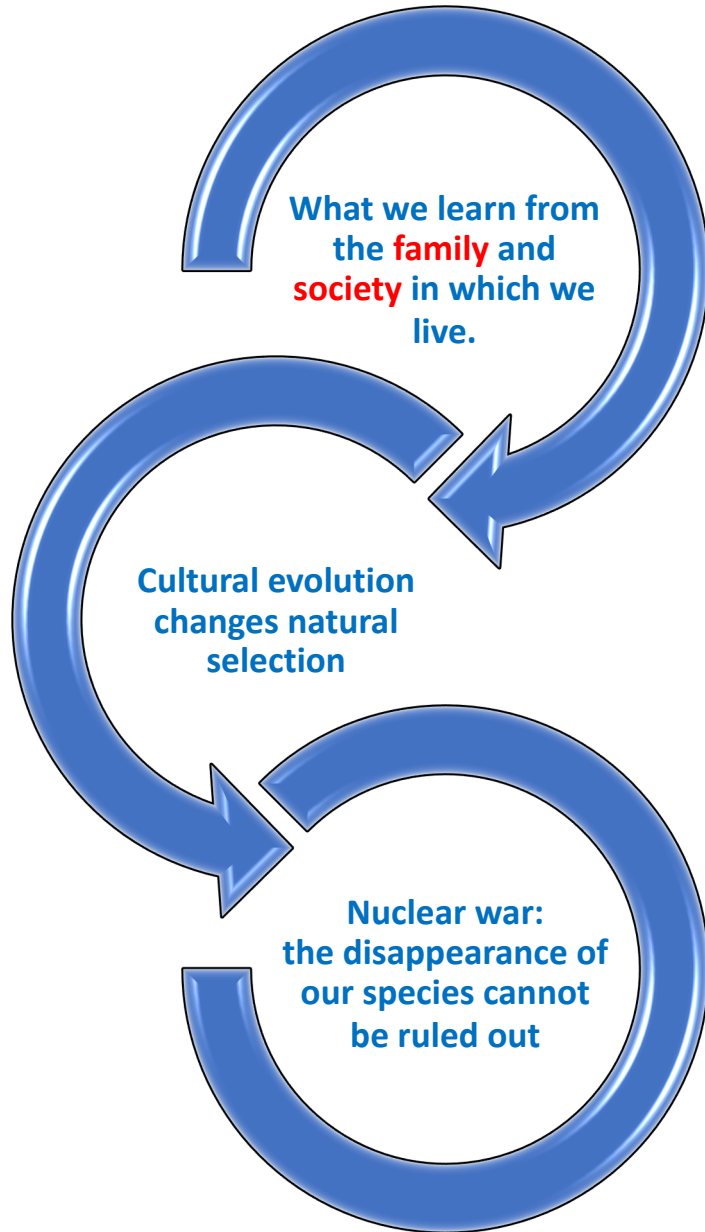 What we learn from
the family and
society in which we
live.
Cultural evolution
changes natural
selection
Nuclear war:
the disappearance of
our species cannot
be ruled out